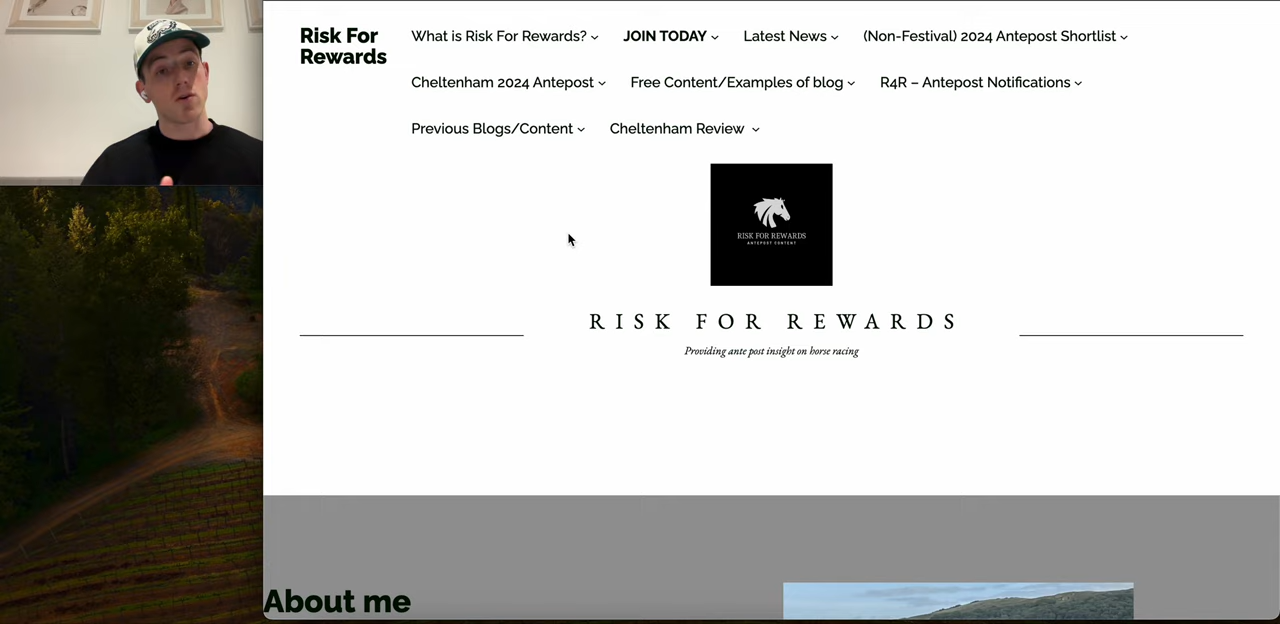 Risk For
Rewards
What is Risk For Rewards?
JOIN TODAY
Latest News
(Non-Festival) 2024 Antepost Shortlist
Cheltenham 2024 Antepost
Free Content/Examples of blog
R4R – Antepost Notifications
Previous Blogs/Content
Cheltenham Review
RISK FOR REWARDS
ANTEPOST CONTENT
RISK FOR REWARDS
Providing ante post insight on horse racing
About me